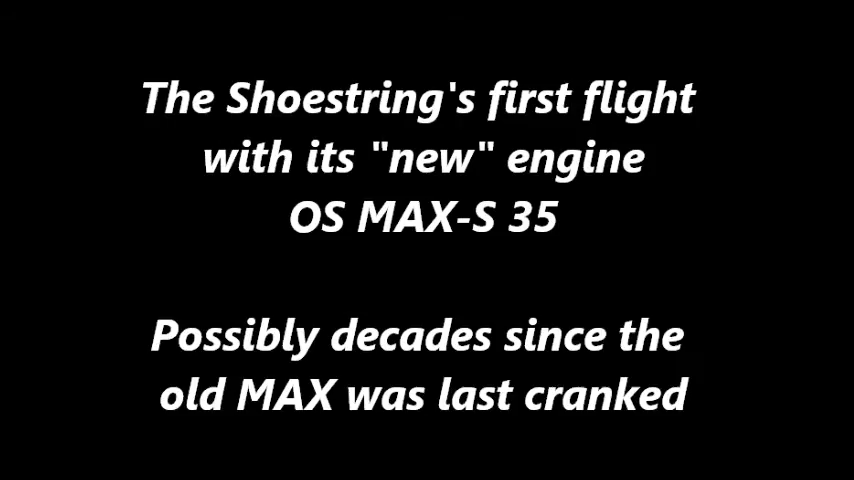 The Shoestring's first flight
with its "new" engine
OS MAX-S 35
Possibly decades since the
old MAX was last cranked